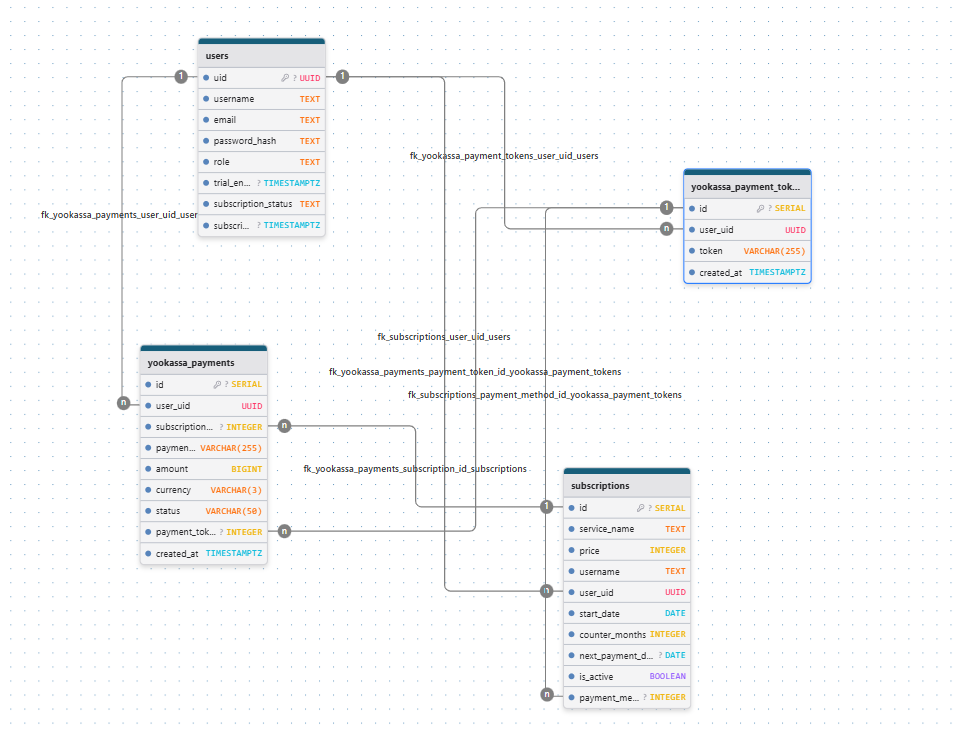 users
1
uid ? UUID
1
username TEXT
email TEXT
password_hash TEXT
role TEXT
trial_en... ? TIMESTAMPTZ
subscription_status TEXT
subscri... ? TIMESTAMPTZ
fk_yookassa_payment_tokens_user_uid_users
yookassa_payment_tok...
1
id ? SERIAL
n
user_uid UUID
token VARCHAR(255)
created_at TIMESTAMPTZ
fk_yookassa_payments_user_uid_user
fk_subscriptions_user_uid_users
fk_yookassa_payments_payment_token_id_yookassa_payment_tokens
fk_subscriptions_payment_method_id_yookassa_payment_tokens
yookassa_payments
id ? SERIAL
n
user_uid UUID
subscription... ? INTEGER
n
paymen... VARCHAR(255)
amount BIGINT
currency VARCHAR(3)
status VARCHAR(50)
payment_tok... ? INTEGER
n
created_at TIMESTAMPTZ
fk_yookassa_payments_subscription_id_subscriptions
subscriptions
1
id ? SERIAL
service_name TEXT
price INTEGER
username TEXT
n
user_uid UUID
start_date DATE
counter_months INTEGER
next_payment_d... ? DATE
is_active BOOLEAN
n
payment_me... ? INTEGER